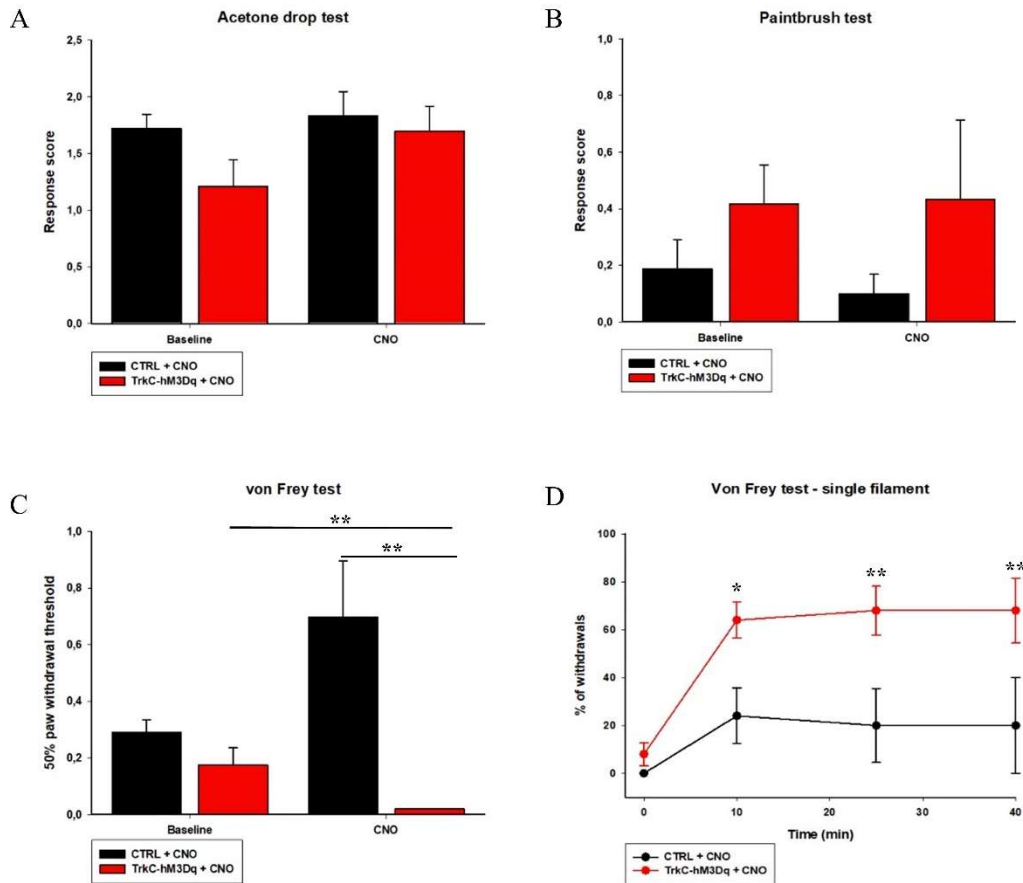 A
Acetone drop test
2,5
2,0
1,5
1,0
0,5
0,0
Response score
Baseline
CNO
CTRL + CNO
TrkC-hM3Dq + CNO
B
Paintbrush test
1,0
0,8
0,6
0,4
0,2
0,0
Response score
Baseline
CNO
CTRL + CNO
TrkC-hM3Dq + CNO
C
von Frey test
**
**
1,0
0,8
0,6
0,4
0,2
0,0
50% paw withdrawal threshold
Baseline
CNO
CTRL + CNO
TrkC-hM3Dq + CNO
D
Von Frey test - single filament
*
**
**
100
80
60
40
20
0
% of withdrawals
0
10
20
30
40
Time (min)
CTRL + CNO
TrkC-hM3Dq + CNO